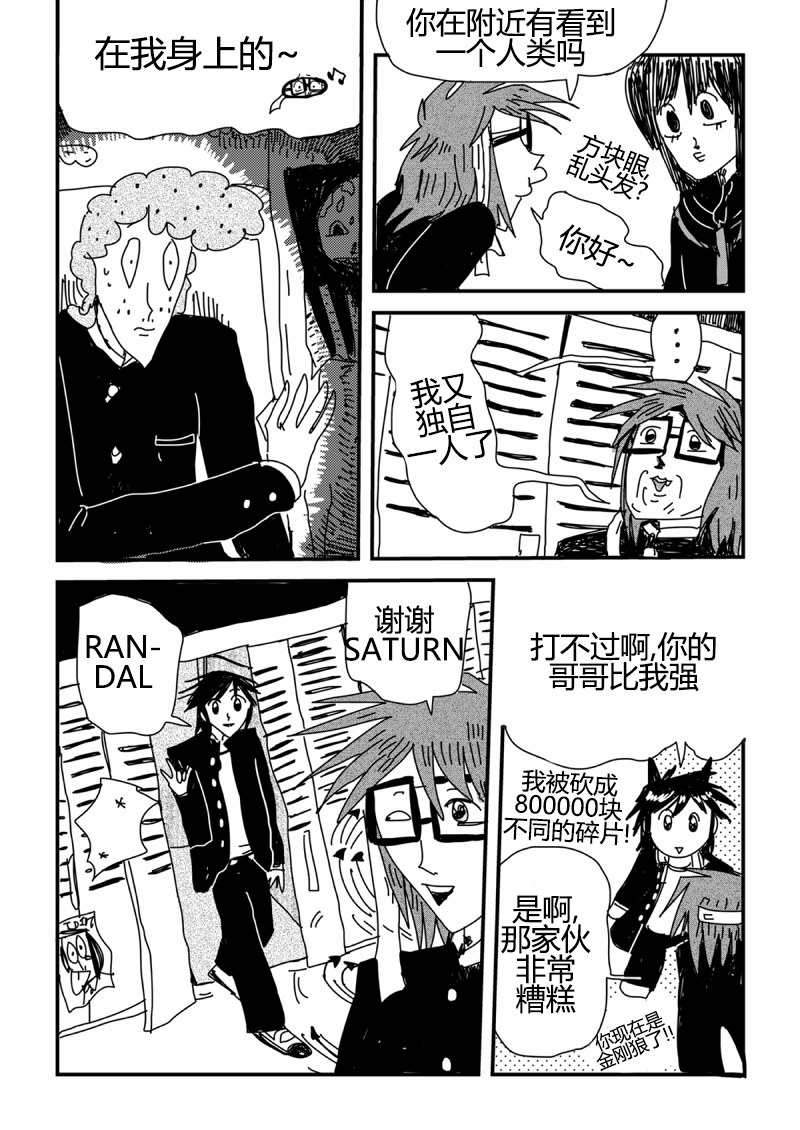 在我身上的~
你在附近有看到
一个人类吗
方块眼,
乱头发?
你好~
...
我又
独自
一人了
RAN-
DAL
谢谢
SATURN
打不过啊,你的
哥哥比我强
我被砍成
800000块
不同的碎片!
是啊,
那家伙
非常
糟糕
你现在是
金刚狼了!!